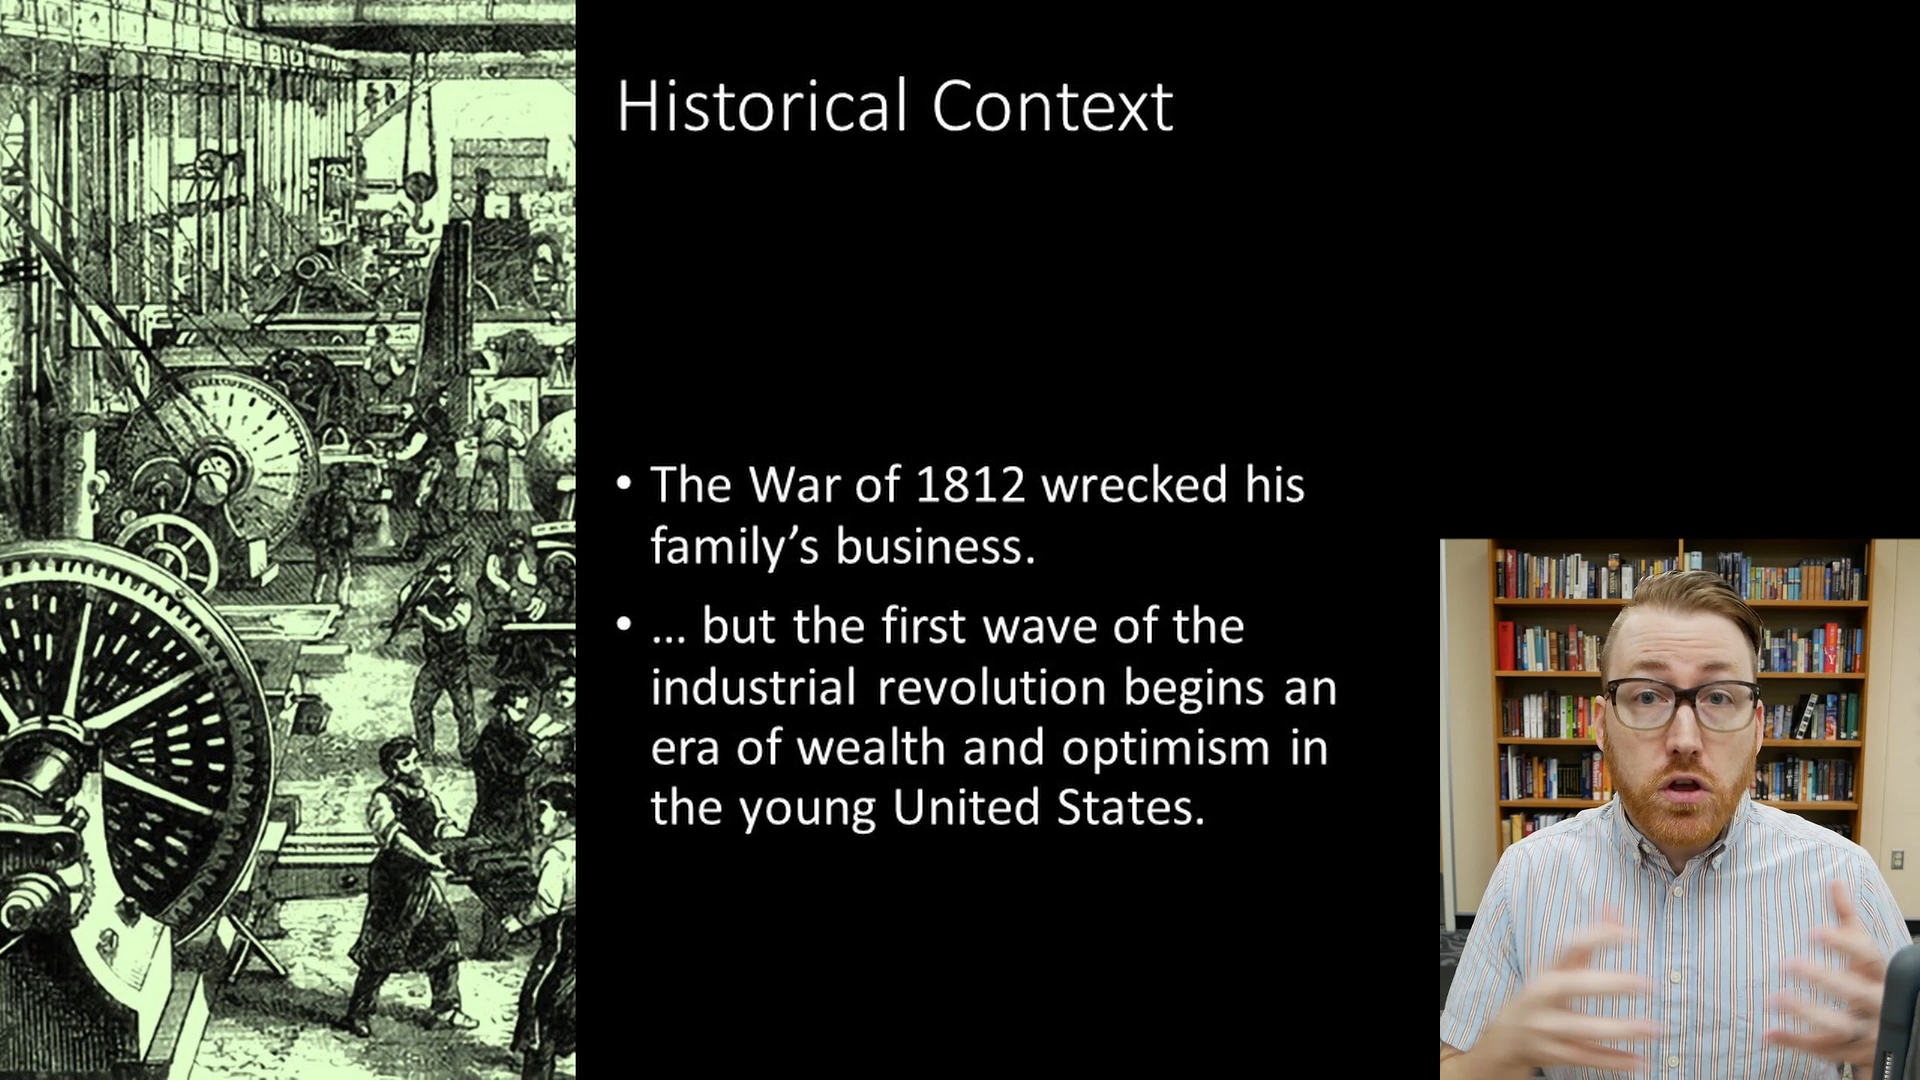 Historical Context
• The War of 1812 wrecked his
family’s business.
• … but the first wave of the
industrial revolution begins an
era of wealth and optimism in
the young United States.